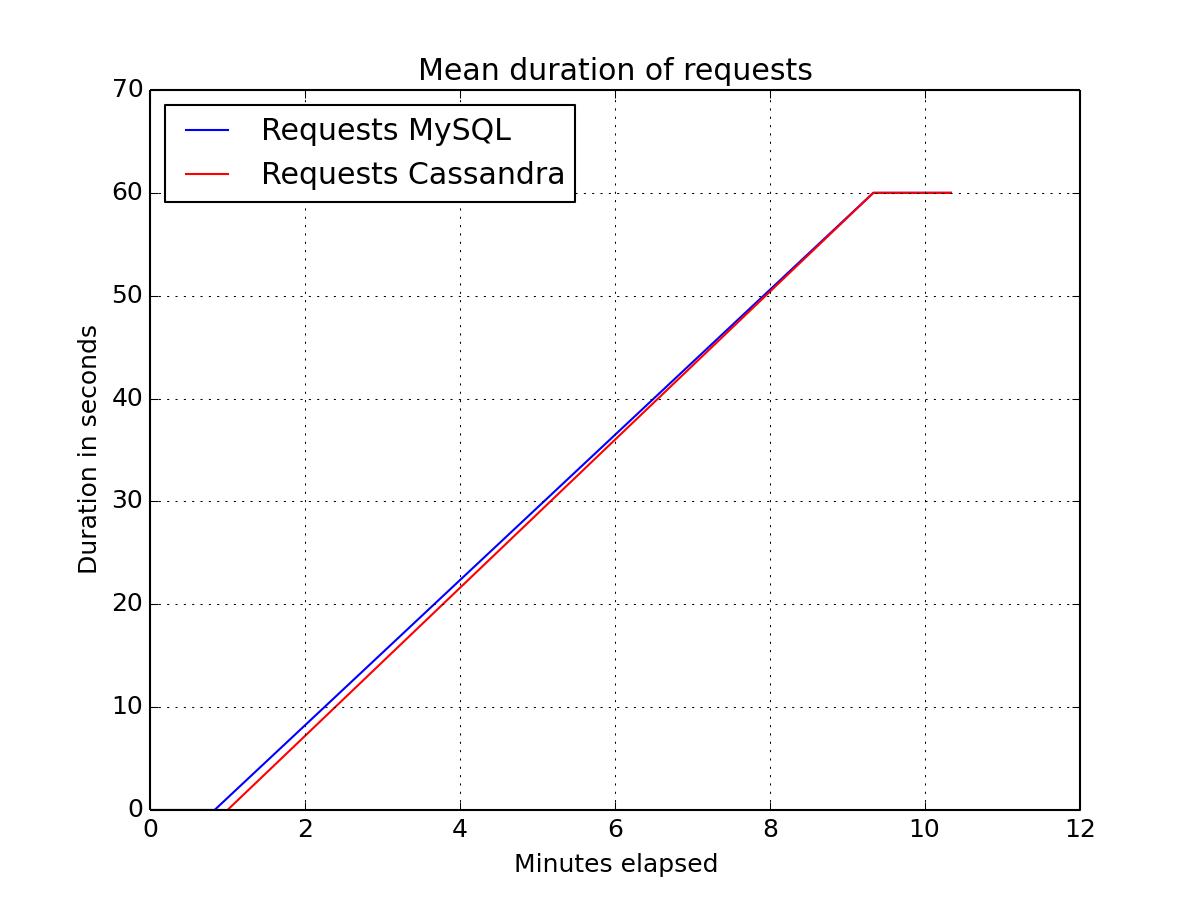 Mean duration of requests
Requests MySQL
Requests Cassandra
70
60
50
40
30
20
10
0
Duration in seconds
0 2 4 6 8 10 12
Minutes elapsed